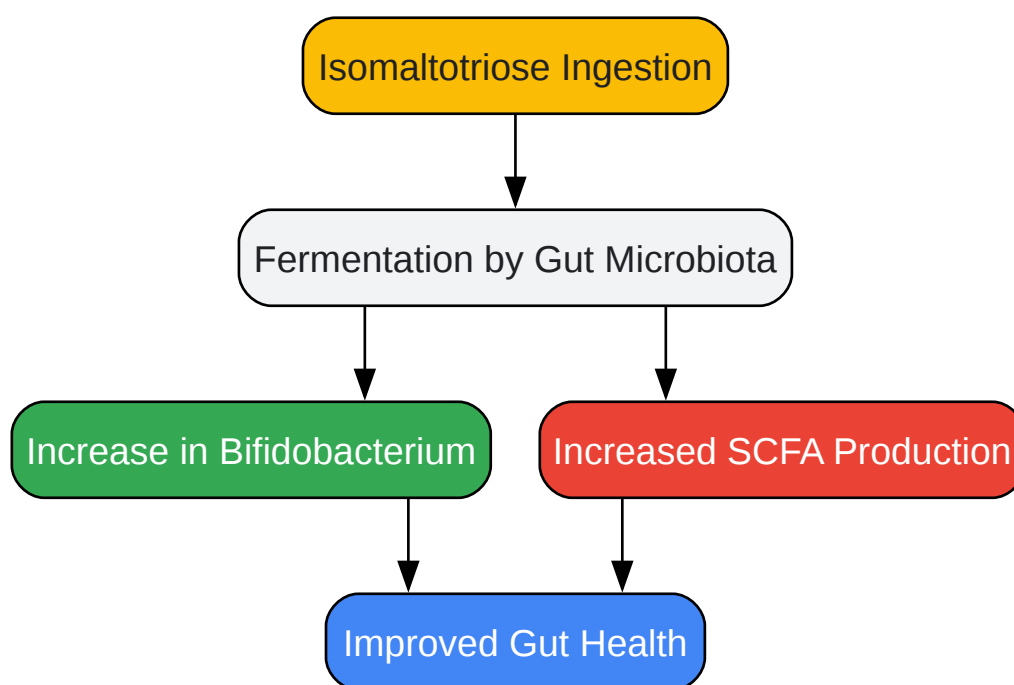 Isomaltotriose Ingestion
Fermentation by Gut Microbiota
Increase in Bifidobacterium
Increased SCFA Production
Improved Gut Health